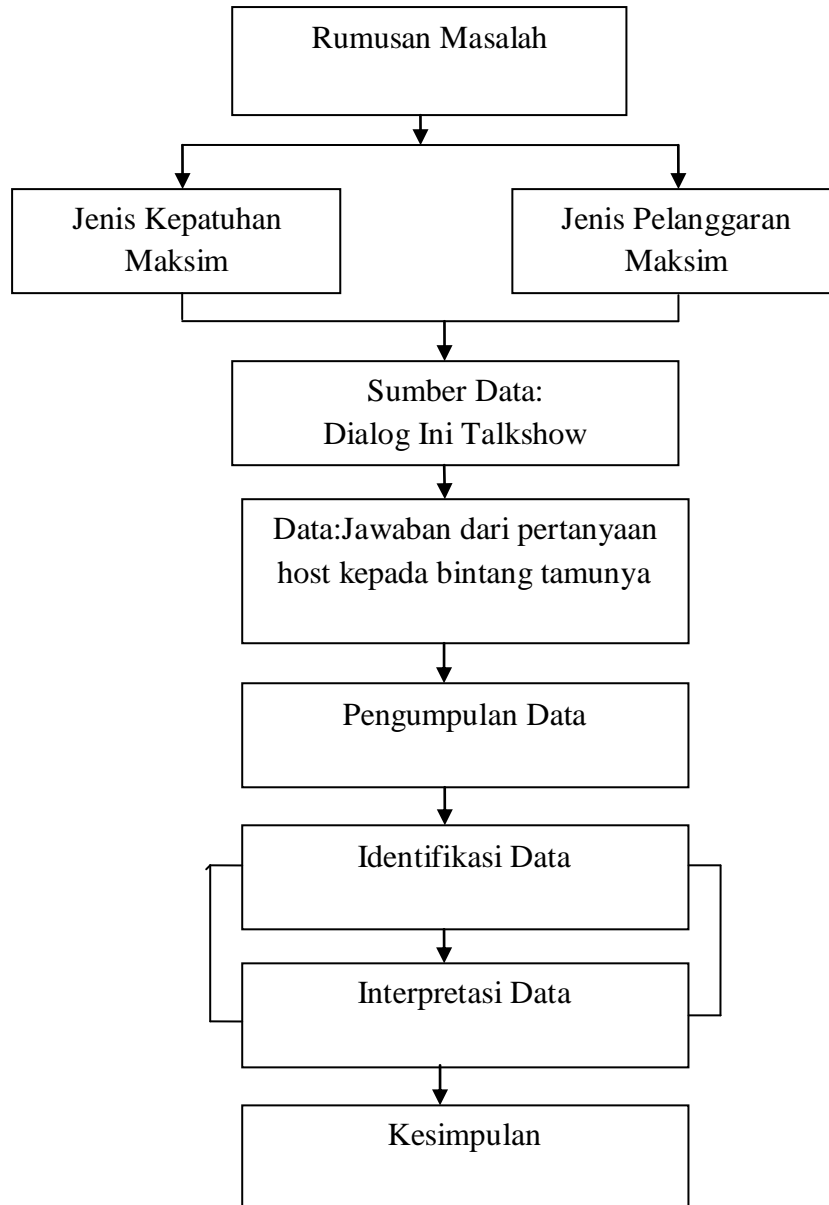 Rumusan Masalah
Jenis Kepatuhan
Maksim
Jenis Pelanggaran
Maksim
Sumber Data:
Dialog Ini Talkshow
Data:Jawaban dari pertanyaan
host kepada bintang tamunya
Pengumpulan Data
Identifikasi Data
Interpretasi Data
Kesimpulan